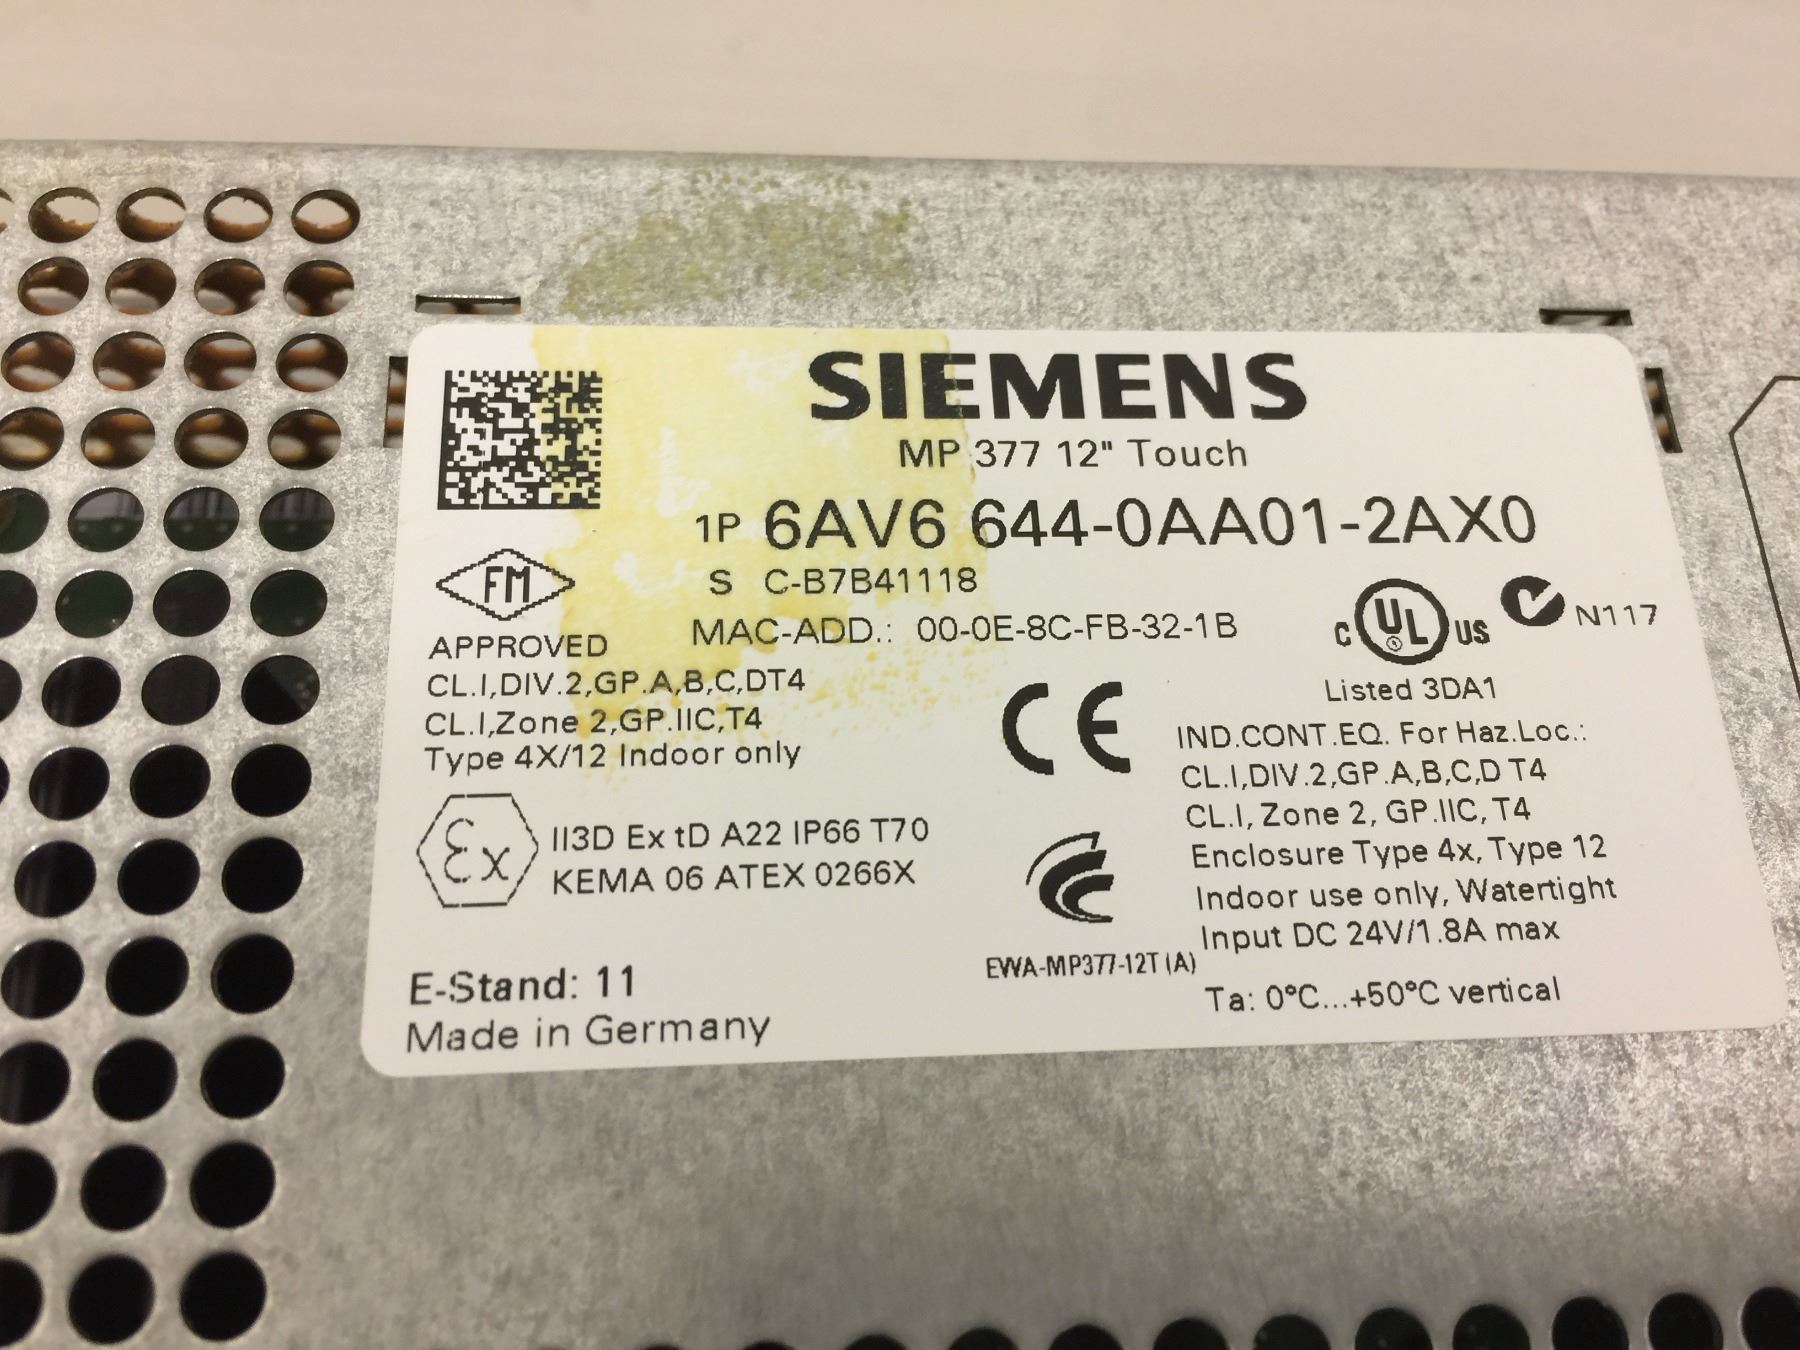 SIEMENS
MP 377 12" Touch
1P 6AV6 644-0AA01-2AX0
S C-B7B41118
MAC-ADD.: 00-0E-8C-FB-32-1B
FM
APPROVED
CL.I,DIV.2,GP.A,B,C,DT4
CL.I,Zone 2,GP.IIC,T4
Type 4X/12 Indoor only
Ex II3D Ex tD A22 IP66 T70
KEMA 06 ATEX 0266X
E-Stand: 11
Made in Germany
CE
EWA-MP377-12T(A)
C UL US N117
Listed 3DA1
IND.CONT.EQ. For Haz.Loc.:
CL.I,DIV.2,GP.A,B,C,D T4
CL.I, Zone 2, GP.IIC, T4
Enclosure Type 4x, Type 12
Indoor use only, Watertight
Input DC 24V/1.8A max
Ta: 0°C...+50°C vertical